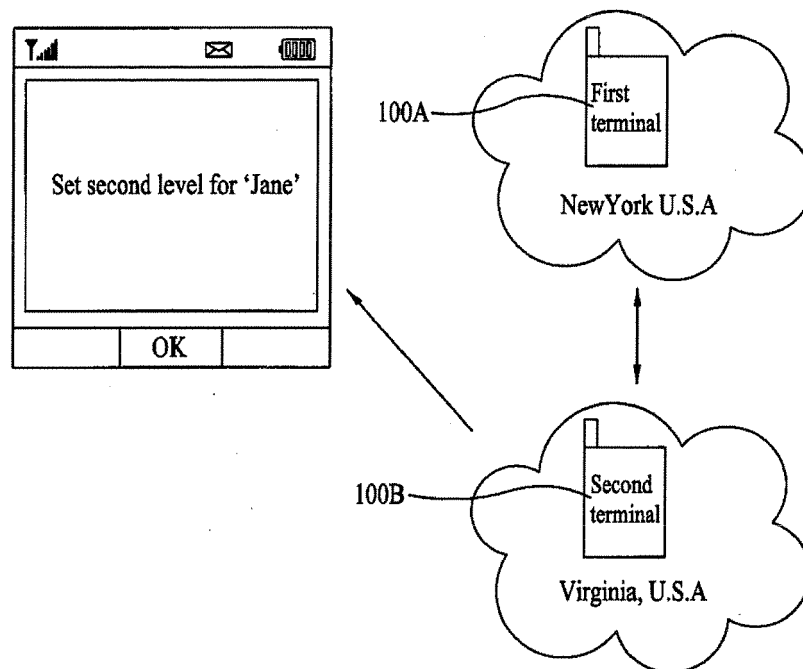 Set second level for ‘Jane’
OK
100A
First
terminal
NewYork U.S.A
100B
Second
terminal
Virginia, U.S.A